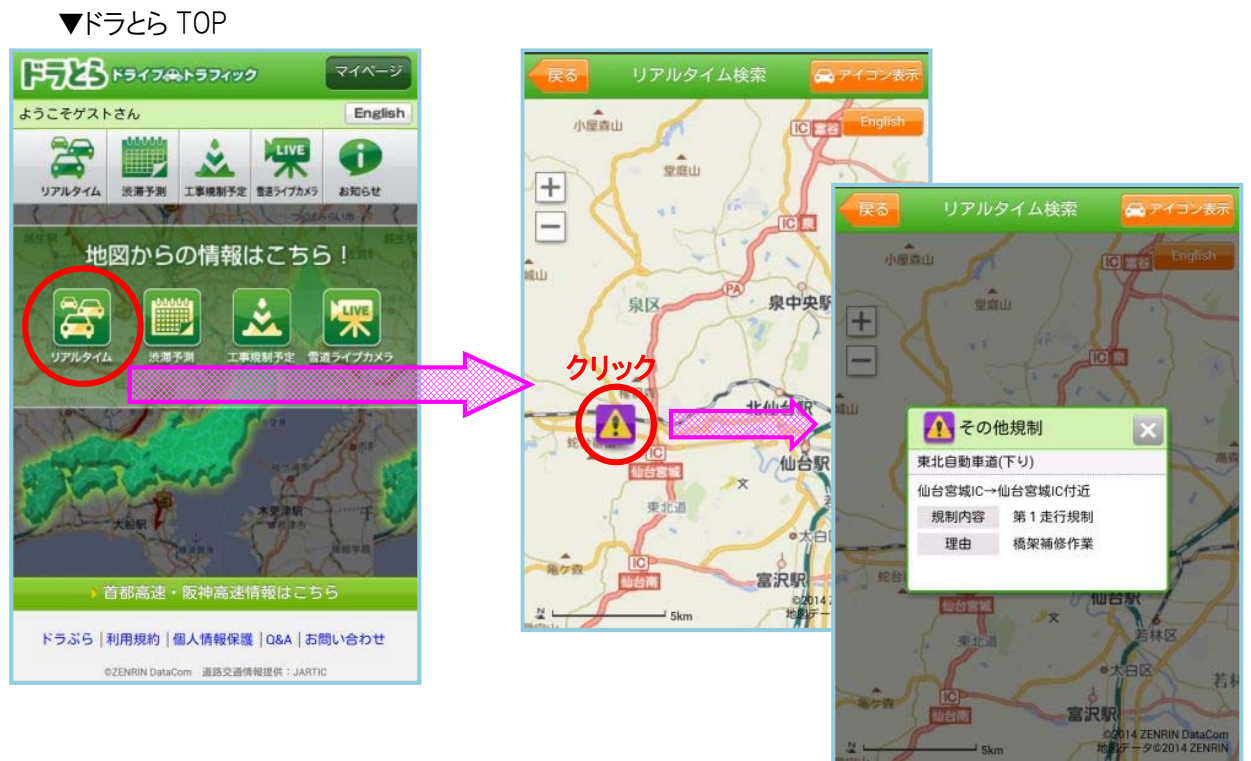 ▼ドラとら TOP
ドラとら ドライブ トラフィック
マイページ
ようこそゲストさん
English
リアルタイム
渋滞予測
工事規制予定
雪道ライブカメラ
お知らせ
LIVE
地図からの情報はこちら！
LIVE
リアルタイム
渋滞予測
工事規制予定
雪道ライブカメラ
大船駅
木更津駅
首都高速・阪神高速情報はこちら
ドラぷら |利用規約 |個人情報保護 |Q&A |お問い合わせ
©ZENRIN DataCom 道路交通情報提供：JARTIC
戻る
リアルタイム検索
アイコン表示
English
小屋森山
IC 富谷
堂庭山
+
−
IC 泉
PA
泉区
泉中央駅
クリック
北仙台駅
IC
仙台宮城
仙台駅
東北道
亀ケ森
IC
仙台南
富沢駅
5km
戻る
リアルタイム検索
アイコン表示
English
小屋森山
IC 富谷
堂庭山
+
−
IC 泉
その他規制
×
東北自動車道(下り)
仙台宮城IC→仙台宮城IC付近
規制内容 第１走行規制
理由 橋架補修作業
仙台宮城
仙台駅
東北道
若林区
太白区
亀ケ森
IC
仙台南
富沢駅
5km
©2014 ZENRIN DataCom
地図データ©2014 ZENRIN